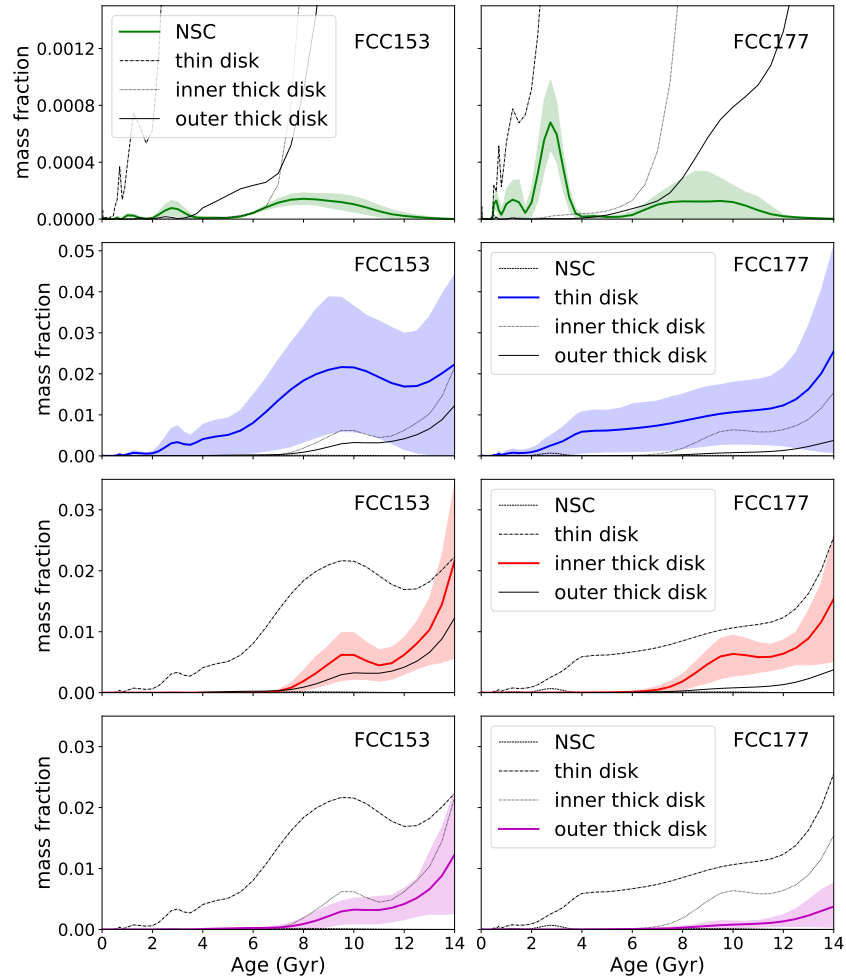 FCC153
NSC
thin disk
inner thick disk
outer thick disk
0.0012
0.0008
0.0004
0.0000
mass fraction
FCC177
FCC153
0.05
0.04
0.03
0.02
0.01
0.00
mass fraction
FCC177
NSC
thin disk
inner thick disk
outer thick disk
FCC153
0.03
0.02
0.01
0.00
mass fraction
FCC177
NSC
thin disk
inner thick disk
outer thick disk
FCC153
0.03
0.02
0.01
0.00
mass fraction
0 2 4 6 8 10 12 14
Age (Gyr)
FCC177
NSC
thin disk
inner thick disk
outer thick disk
0 2 4 6 8 10 12 14
Age (Gyr)